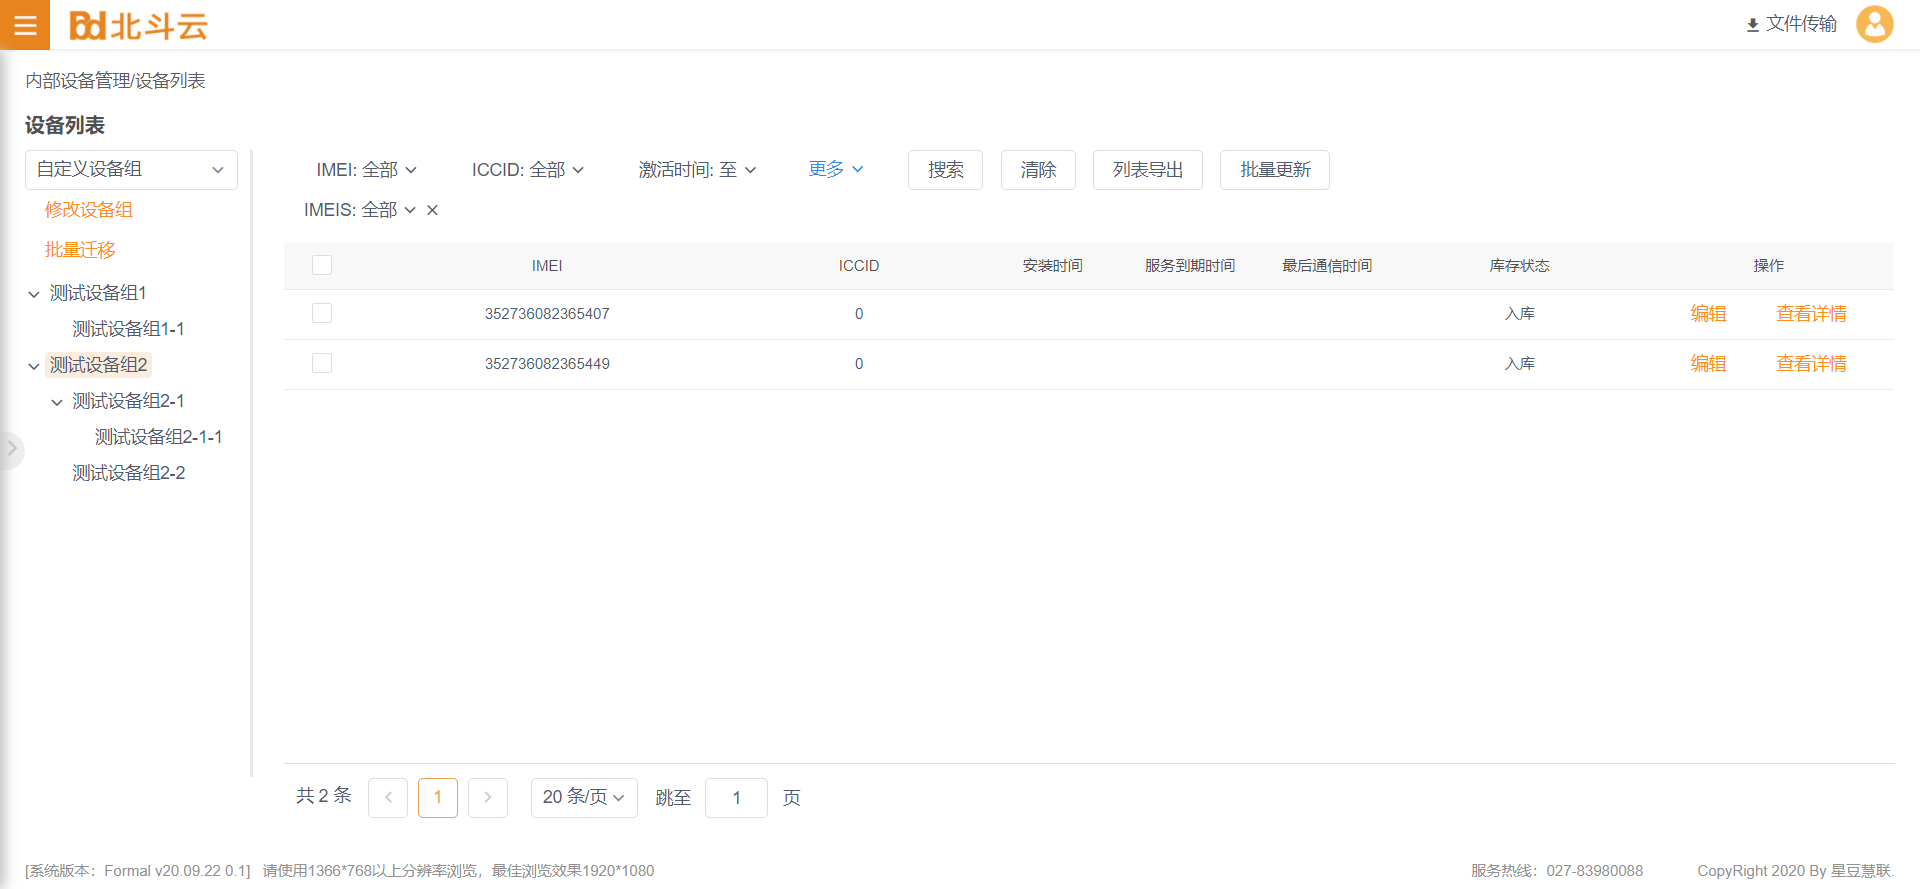 北斗云
文件传输
内部设备管理/设备列表
设备列表
自定义设备组
修改设备组
批量迁移
测试设备组1
测试设备组1-1
测试设备组2
测试设备组2-1
测试设备组2-1-1
测试设备组2-2
IMEI: 全部 ICCID: 全部 激活时间: 至 更多 搜索 清除 列表导出 批量更新
IMEIS: 全部
IMEI ICCID 安装时间 服务到期时间 最后通信时间 库存状态 操作
352736082365407 0 入库 编辑 查看详情
352736082365449 0 入库 编辑 查看详情
共 2 条 1 20 条/页 跳至 1 页
[系统版本：Formal v20.09.22 0.1] 请使用1366*768以上分辨率浏览，最佳浏览效果1920*1080 服务热线：027-83980088 CopyRight 2020 By 星豆慧联.